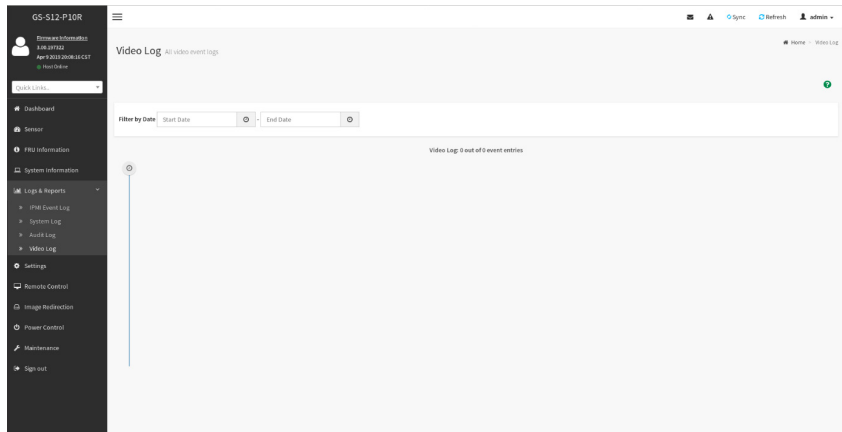 GS-S12-P10R
Firmware Information
3.00.197322
Apr 9 2019 20:08:16 CST
Host Online
Quick Links..
Dashboard
Sensor
FRU Information
System Information
Logs & Reports
» IPMI Event Log
» System Log
» Audit Log
» Video Log
Settings
Remote Control
Image Redirection
Power Control
Maintenance
Sign out
Sync Refresh admin
Video Log All video event logs
Home > Video Log
Filter by Date Start Date - End Date
Video Log: 0 out of 0 event entries